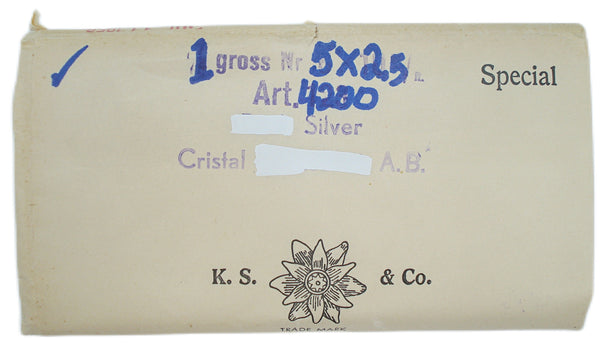 1 gross Nr 5x2.5
Special
Art. 4200
Silver
Cristal A.B.
K. S. & Co.
TRADE MARK